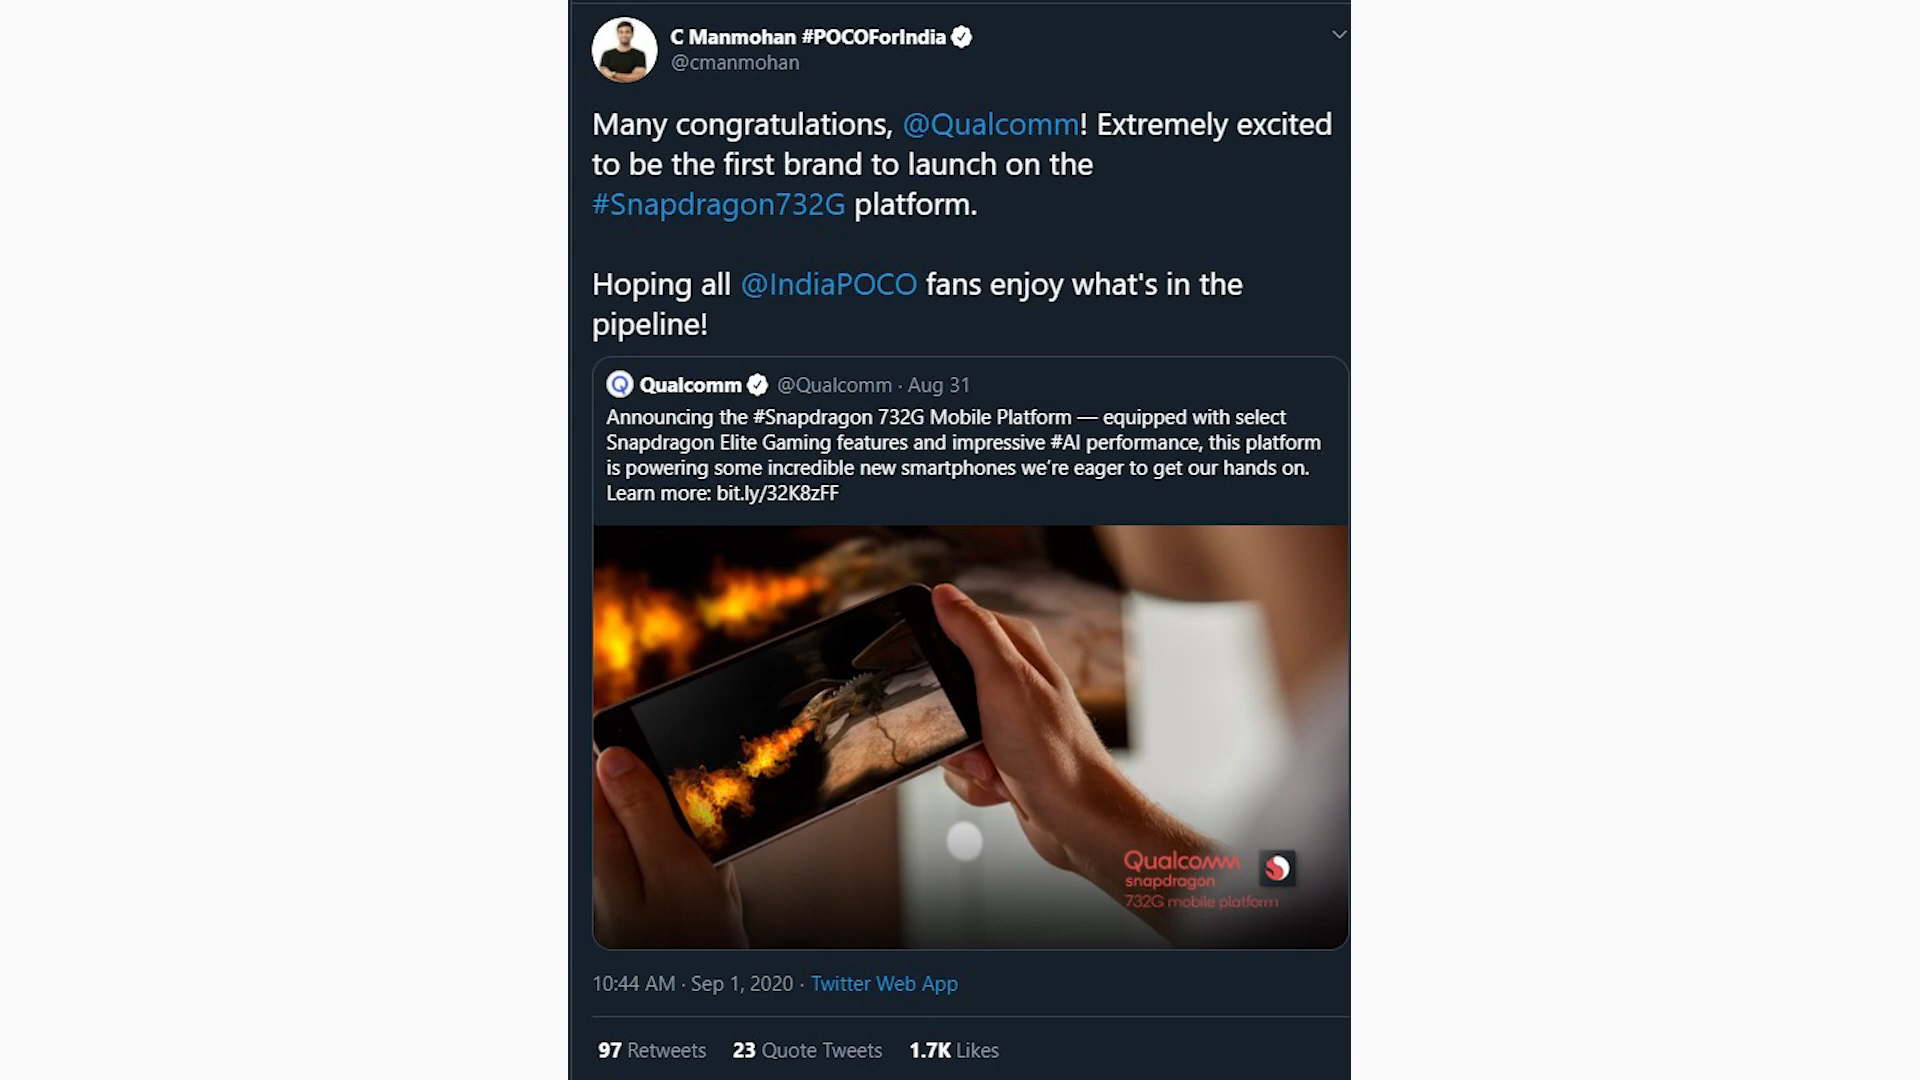 C Manmohan #POCOForIndia
@cmanmohan
Many congratulations, @Qualcomm! Extremely excited
to be the first brand to launch on the
#Snapdragon732G platform.
Hoping all @IndiaPOCO fans enjoy what's in the
pipeline!
Qualcomm @Qualcomm · Aug 31
Announcing the #Snapdragon 732G Mobile Platform — equipped with select
Snapdragon Elite Gaming features and impressive #AI performance, this platform
is powering some incredible new smartphones we’re eager to get our hands on.
Learn more: bit.ly/32K8zFF
Qualcomm
snapdragon
732G mobile platform
10:44 AM · Sep 1, 2020 · Twitter Web App
97 Retweets 23 Quote Tweets 1.7K Likes